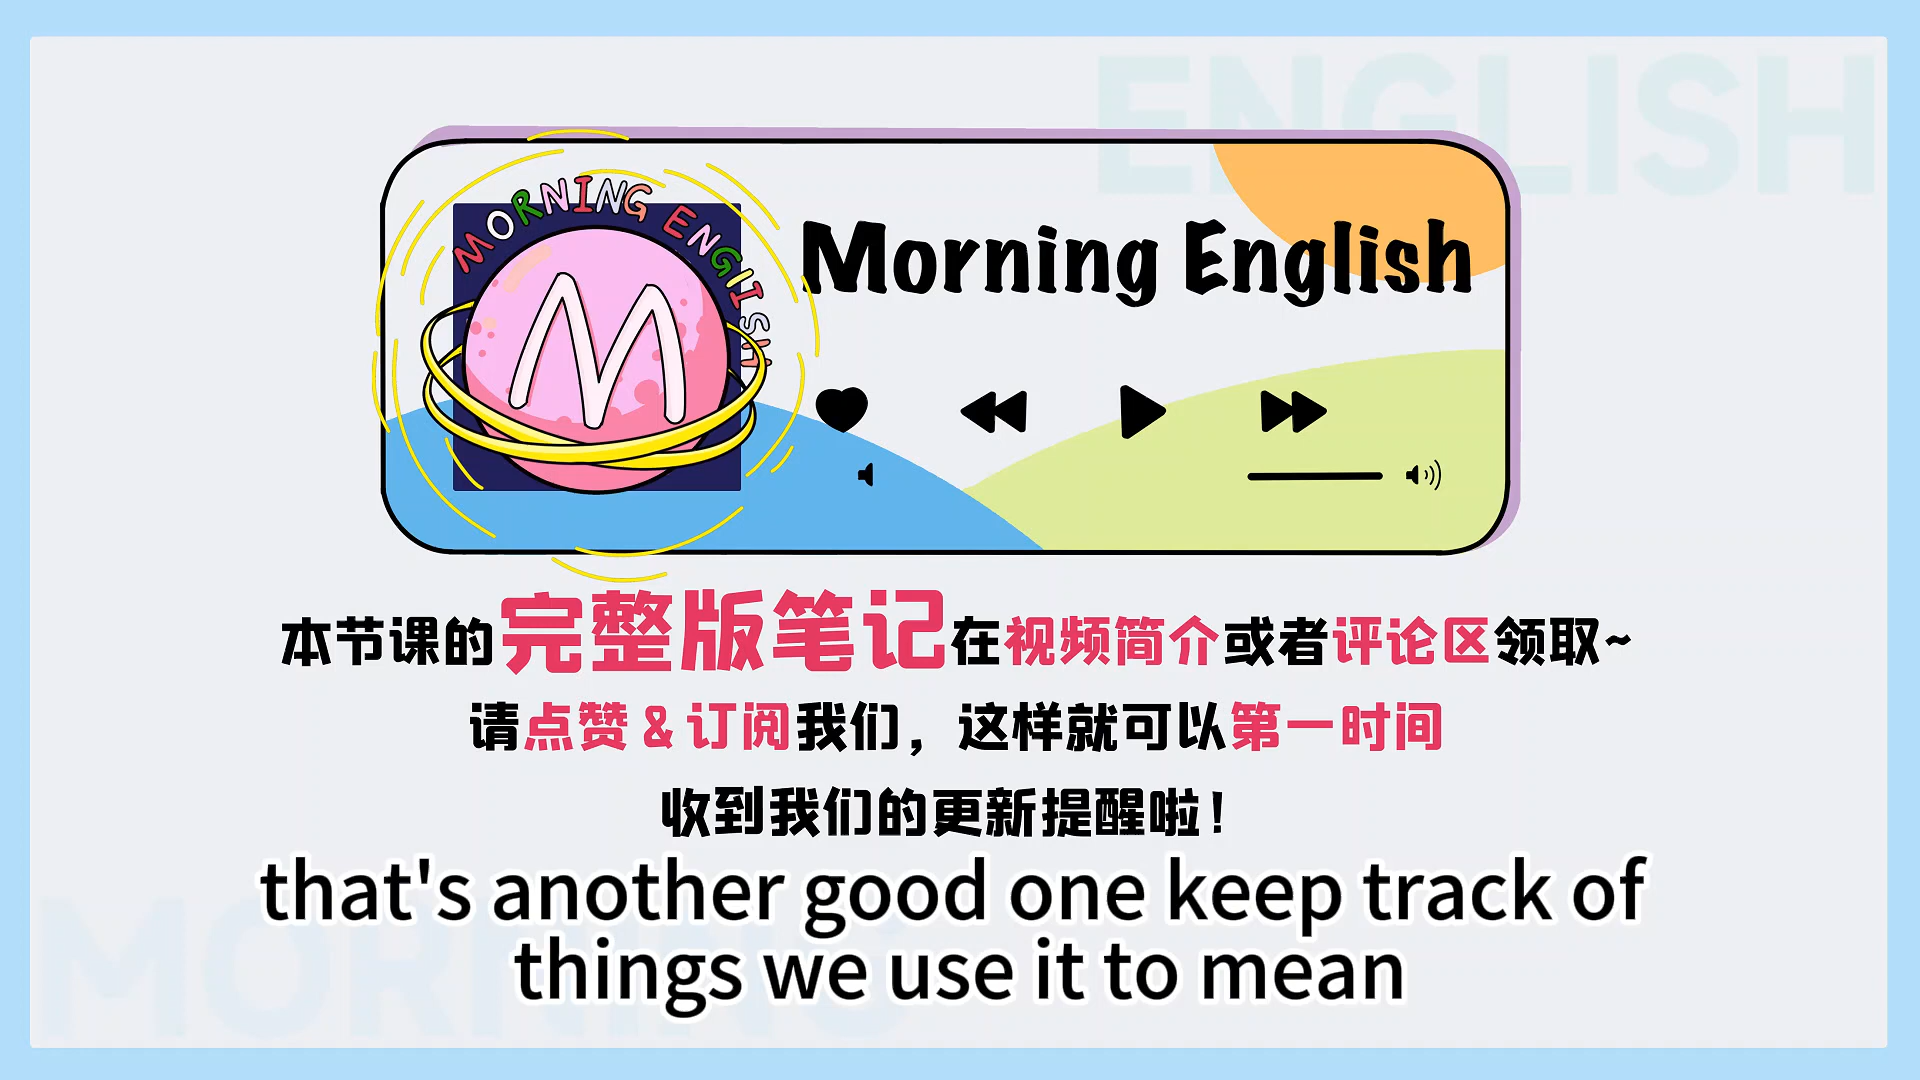 ENGLISH
MORNING ENGLISH
M
Morning English
本节课的完整版笔记在视频简介或者评论区领取~
请点赞&订阅我们，这样就可以第一时间
收到我们的更新提醒啦！
that's another good one keep track of
things we use it to mean
MORNING